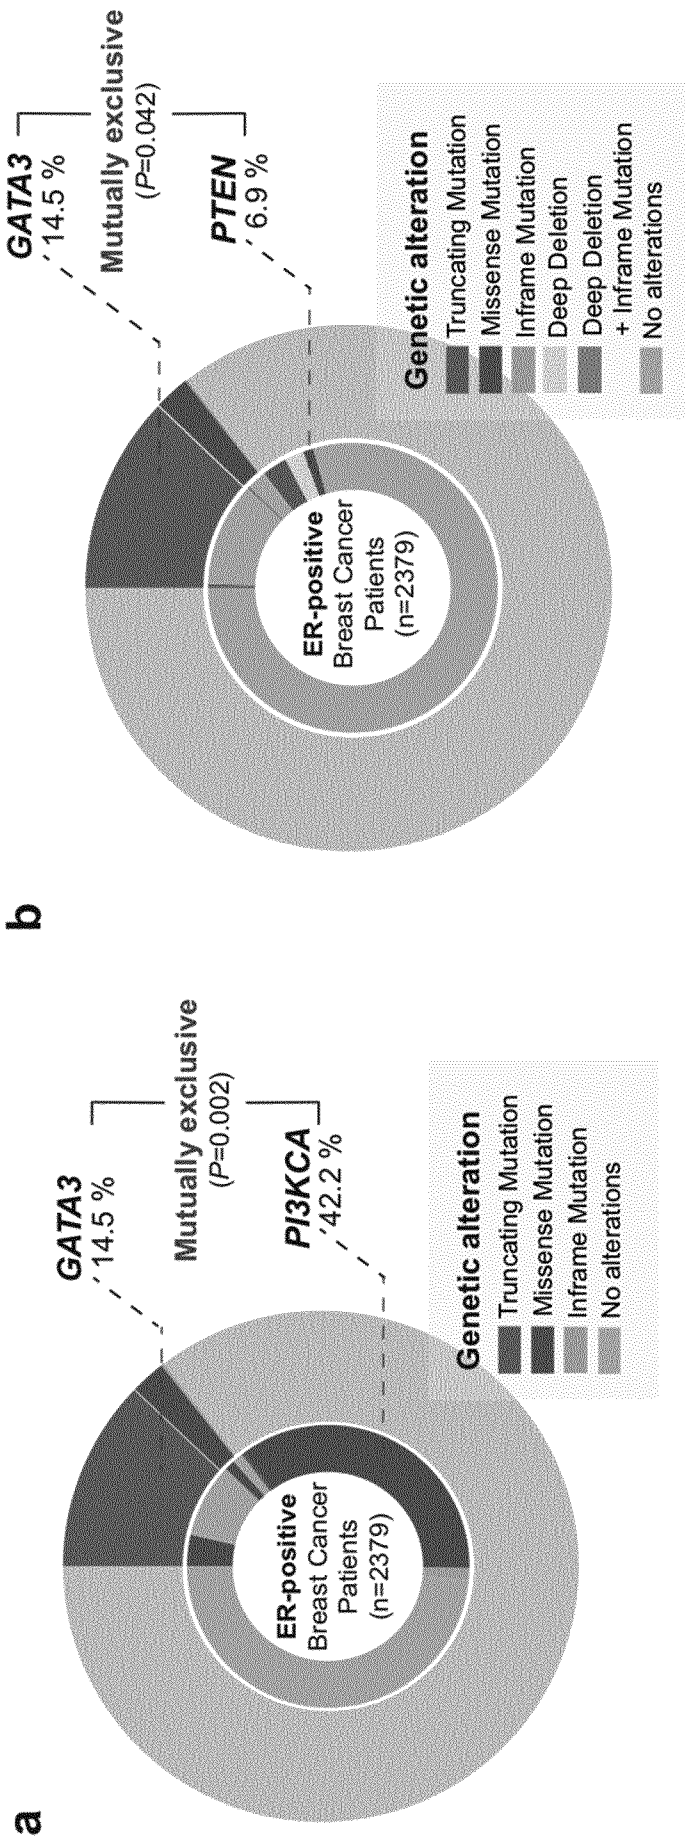 a
GATA3
14.5 %
Mutually exclusive
(P=0.002)
PI3KCA
42.2 %
ER-positive
Breast Cancer
Patients
(n=2379)
Genetic alteration
Truncating Mutation
Missense Mutation
Inframe Mutation
No alterations
b
GATA3
14.5 %
Mutually exclusive
(P=0.042)
PTEN
6.9 %
ER-positive
Breast Cancer
Patients
(n=2379)
Genetic alteration
Truncating Mutation
Missense Mutation
Inframe Mutation
Deep Deletion
Deep Deletion
+ Inframe Mutation
No alterations